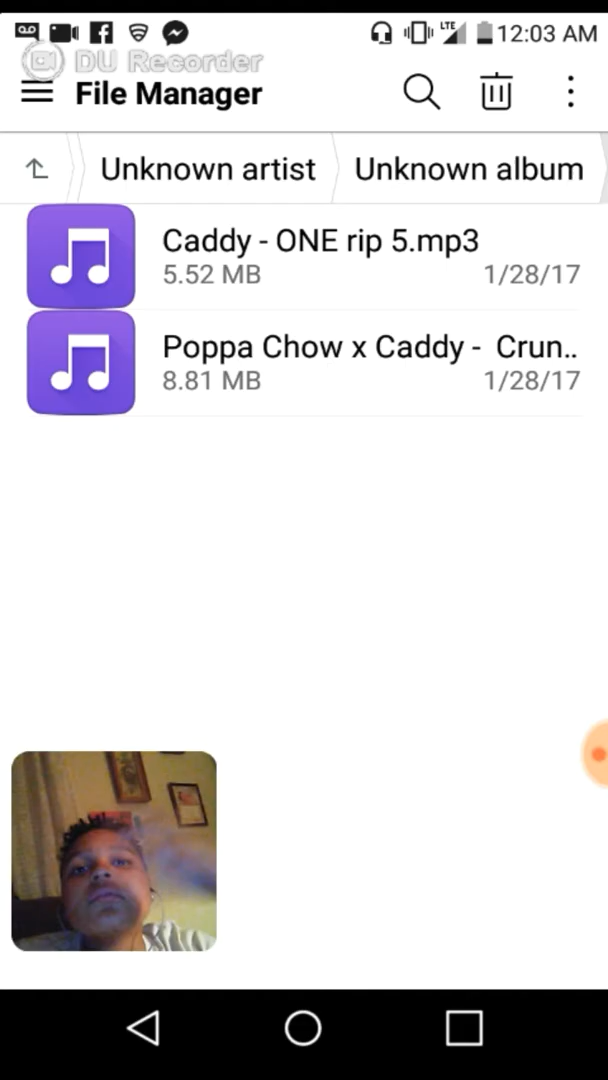 LTE 12:03 AM
DU Recorder
File Manager
Unknown artist Unknown album
Caddy - ONE rip 5.mp3
5.52 MB 1/28/17
Poppa Chow x Caddy - Crun..
8.81 MB 1/28/17